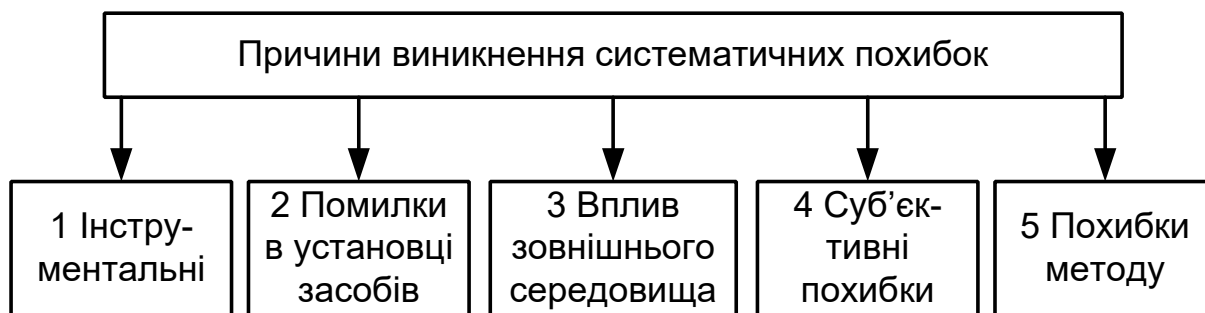 Причини виникнення систематичних похибок
1 Інстру-
ментальні
2 Помилки
в установці
засобів
3 Вплив
зовнішнього
середовища
4 Суб’єк-
тивні
похибки
5 Похибки
методу